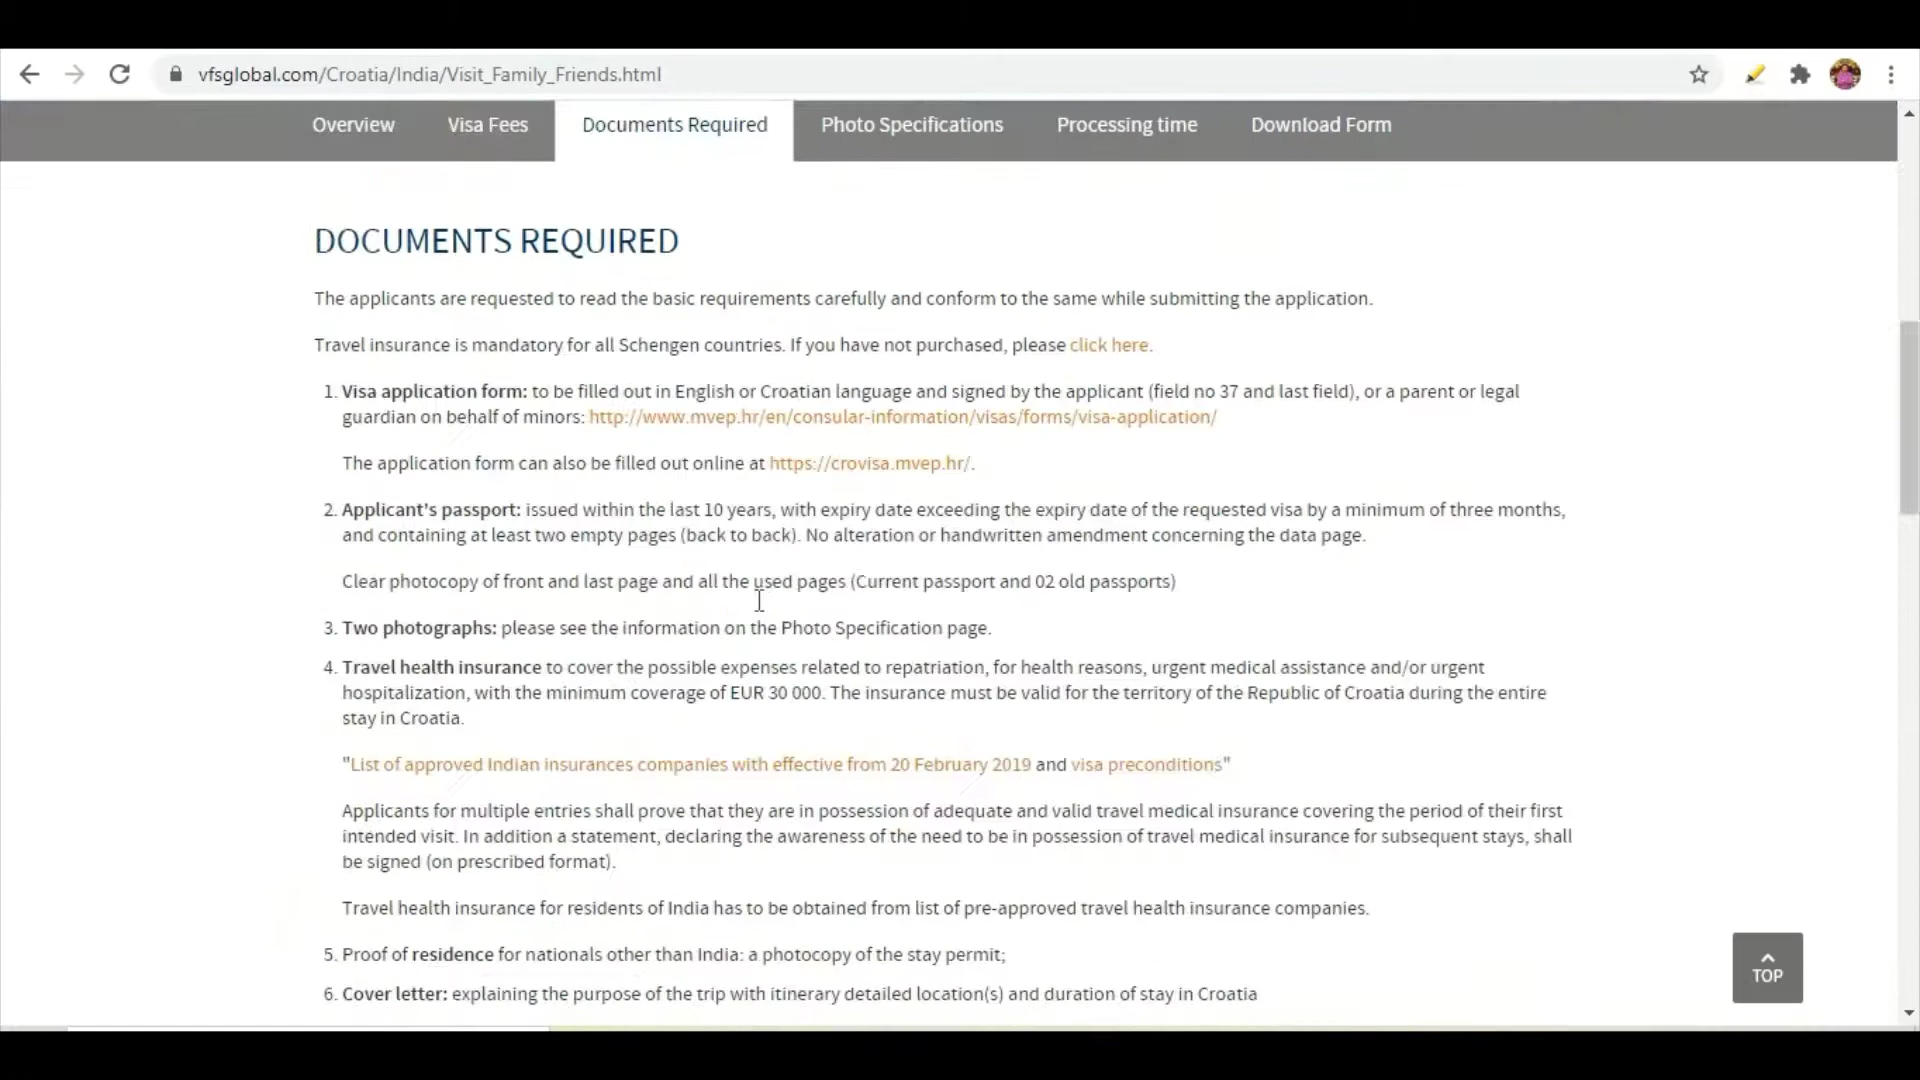 vfsglobal.com/Croatia/India/Visit_Family_Friends.html
Overview Visa Fees Documents Required Photo Specifications Processing time Download Form
DOCUMENTS REQUIRED
The applicants are requested to read the basic requirements carefully and conform to the same while submitting the application.
Travel insurance is mandatory for all Schengen countries. If you have not purchased, please click here.
1. Visa application form: to be filled out in English or Croatian language and signed by the applicant (field no 37 and last field), or a parent or legal
guardian on behalf of minors: http://www.mvep.hr/en/consular-information/visas/forms/visa-application/
The application form can also be filled out online at https://crovisa.mvep.hr/.
2. Applicant's passport: issued within the last 10 years, with expiry date exceeding the expiry date of the requested visa by a minimum of three months,
and containing at least two empty pages (back to back). No alteration or handwritten amendment concerning the data page.
Clear photocopy of front and last page and all the used pages (Current passport and 02 old passports)
3. Two photographs: please see the information on the Photo Specification page.
4. Travel health insurance to cover the possible expenses related to repatriation, for health reasons, urgent medical assistance and/or urgent
hospitalization, with the minimum coverage of EUR 30 000. The insurance must be valid for the territory of the Republic of Croatia during the entire
stay in Croatia.
"List of approved Indian insurances companies with effective from 20 February 2019 and visa preconditions"
Applicants for multiple entries shall prove that they are in possession of adequate and valid travel medical insurance covering the period of their first
intended visit. In addition a statement, declaring the awareness of the need to be in possession of travel medical insurance for subsequent stays, shall
be signed (on prescribed format).
Travel health insurance for residents of India has to be obtained from list of pre-approved travel health insurance companies.
5. Proof of residence for nationals other than India: a photocopy of the stay permit;
6. Cover letter: explaining the purpose of the trip with itinerary detailed location(s) and duration of stay in Croatia
TOP